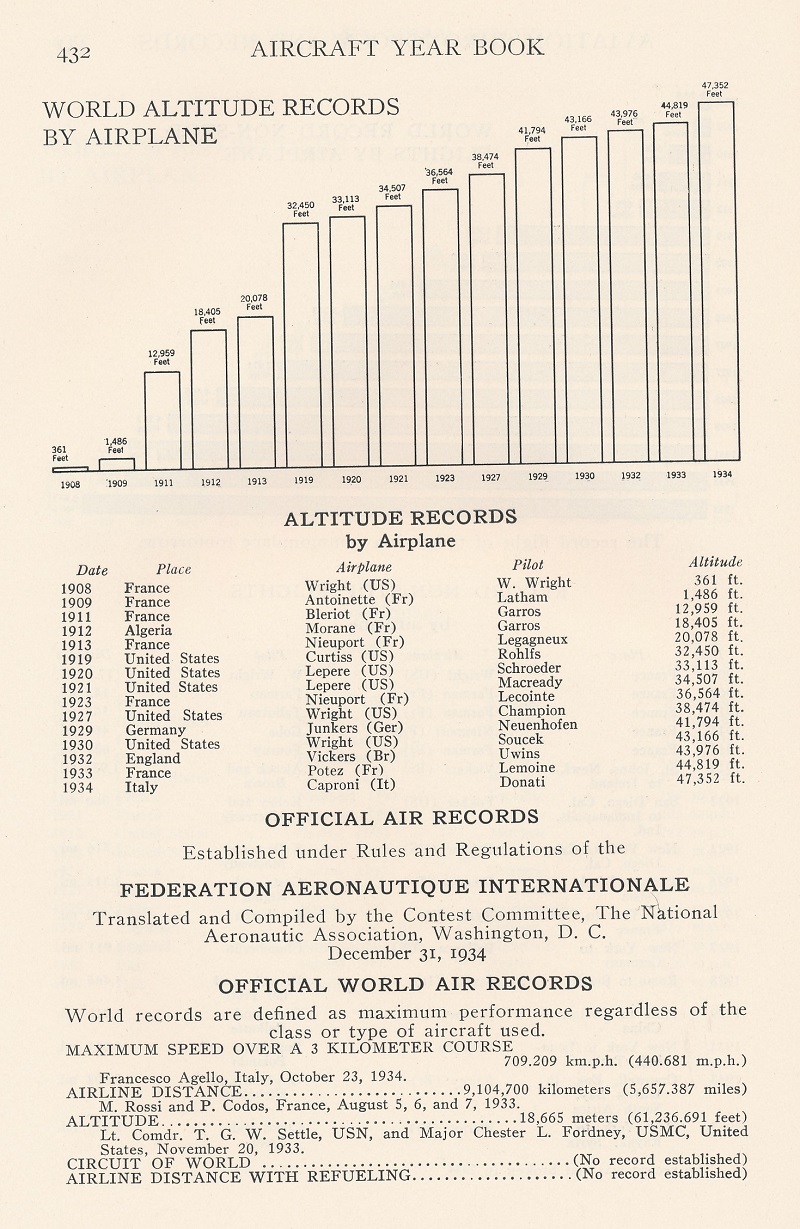 432
AIRCRAFT YEAR BOOK
WORLD ALTITUDE RECORDS
BY AIRPLANE
361
Feet
1,486
Feet
12,959
Feet
18,405
Feet
20,078
Feet
32,450
Feet
33,113
Feet
34,507
Feet
36,564
Feet
38,474
Feet
41,794
Feet
43,166
Feet
43,976
Feet
44,819
Feet
47,352
Feet
1908 1909 1911 1912 1913 1919 1920 1921 1923 1927 1929 1930 1932 1933 1934
ALTITUDE RECORDS
by Airplane
Date Place Airplane Pilot Altitude
1908 France Wright (US) W. Wright 361 ft.
1909 France Antoinette (Fr) Latham 1,486 ft.
1911 France Bleriot (Fr) Garros 12,959 ft.
1912 Algeria Morane (Fr) Garros 18,405 ft.
1913 France Nieuport (Fr) Legagneux 20,078 ft.
1919 United States Curtiss (US) Rohlfs 32,450 ft.
1920 United States Lepere (US) Schroeder 33,113 ft.
1921 United States Lepere (US) Macready 34,507 ft.
1923 France Nieuport (Fr) Lecointe 36,564 ft.
1927 United States Wright (US) Champion 38,474 ft.
1929 Germany Junkers (Ger) Neuenhofen 41,794 ft.
1930 United States Wright (US) Soucek 43,166 ft.
1932 England Vickers (Br) Uwins 43,976 ft.
1933 France Potez (Fr) Lemoine 44,819 ft.
1934 Italy Caproni (It) Donati 47,352 ft.
OFFICIAL AIR RECORDS
Established under Rules and Regulations of the
FEDERATION AERONAUTIQUE INTERNATIONALE
Translated and Compiled by the Contest Committee, The National
Aeronautic Association, Washington, D. C.
December 31, 1934
OFFICIAL WORLD AIR RECORDS
World records are defined as maximum performance regardless of the
class or type of aircraft used.
MAXIMUM SPEED OVER A 3 KILOMETER COURSE
709.209 km.p.h. (440.681 m.p.h.)
Francesco Agello, Italy, October 23, 1934.
AIRLINE DISTANCE..........................9,104,700 kilometers (5,657.387 miles)
M. Rossi and P. Codos, France, August 5, 6, and 7, 1933.
ALTITUDE..........................................18,665 meters (61,236.691 feet)
Lt. Comdr. T. G. W. Settle, USN, and Major Chester L. Fordney, USMC, United
States, November 20, 1933.
CIRCUIT OF WORLD ....................................(No record established)
AIRLINE DISTANCE WITH REFUELING....................(No record established)